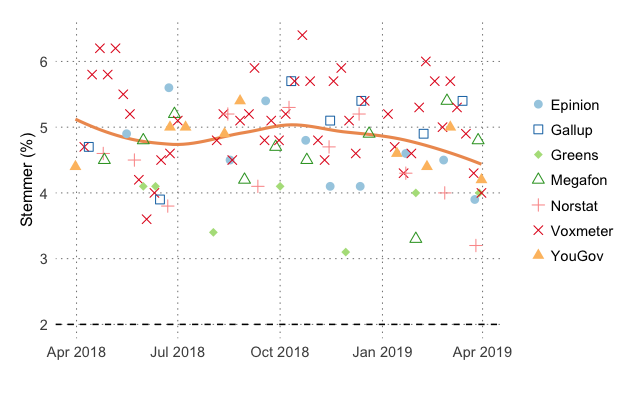 Stemmer (%)
6
5
4
3
2
Apr 2018
Jul 2018
Oct 2018
Jan 2019
Apr 2019
Epinion
Gallup
Greens
Megafon
Norstat
Voxmeter
YouGov